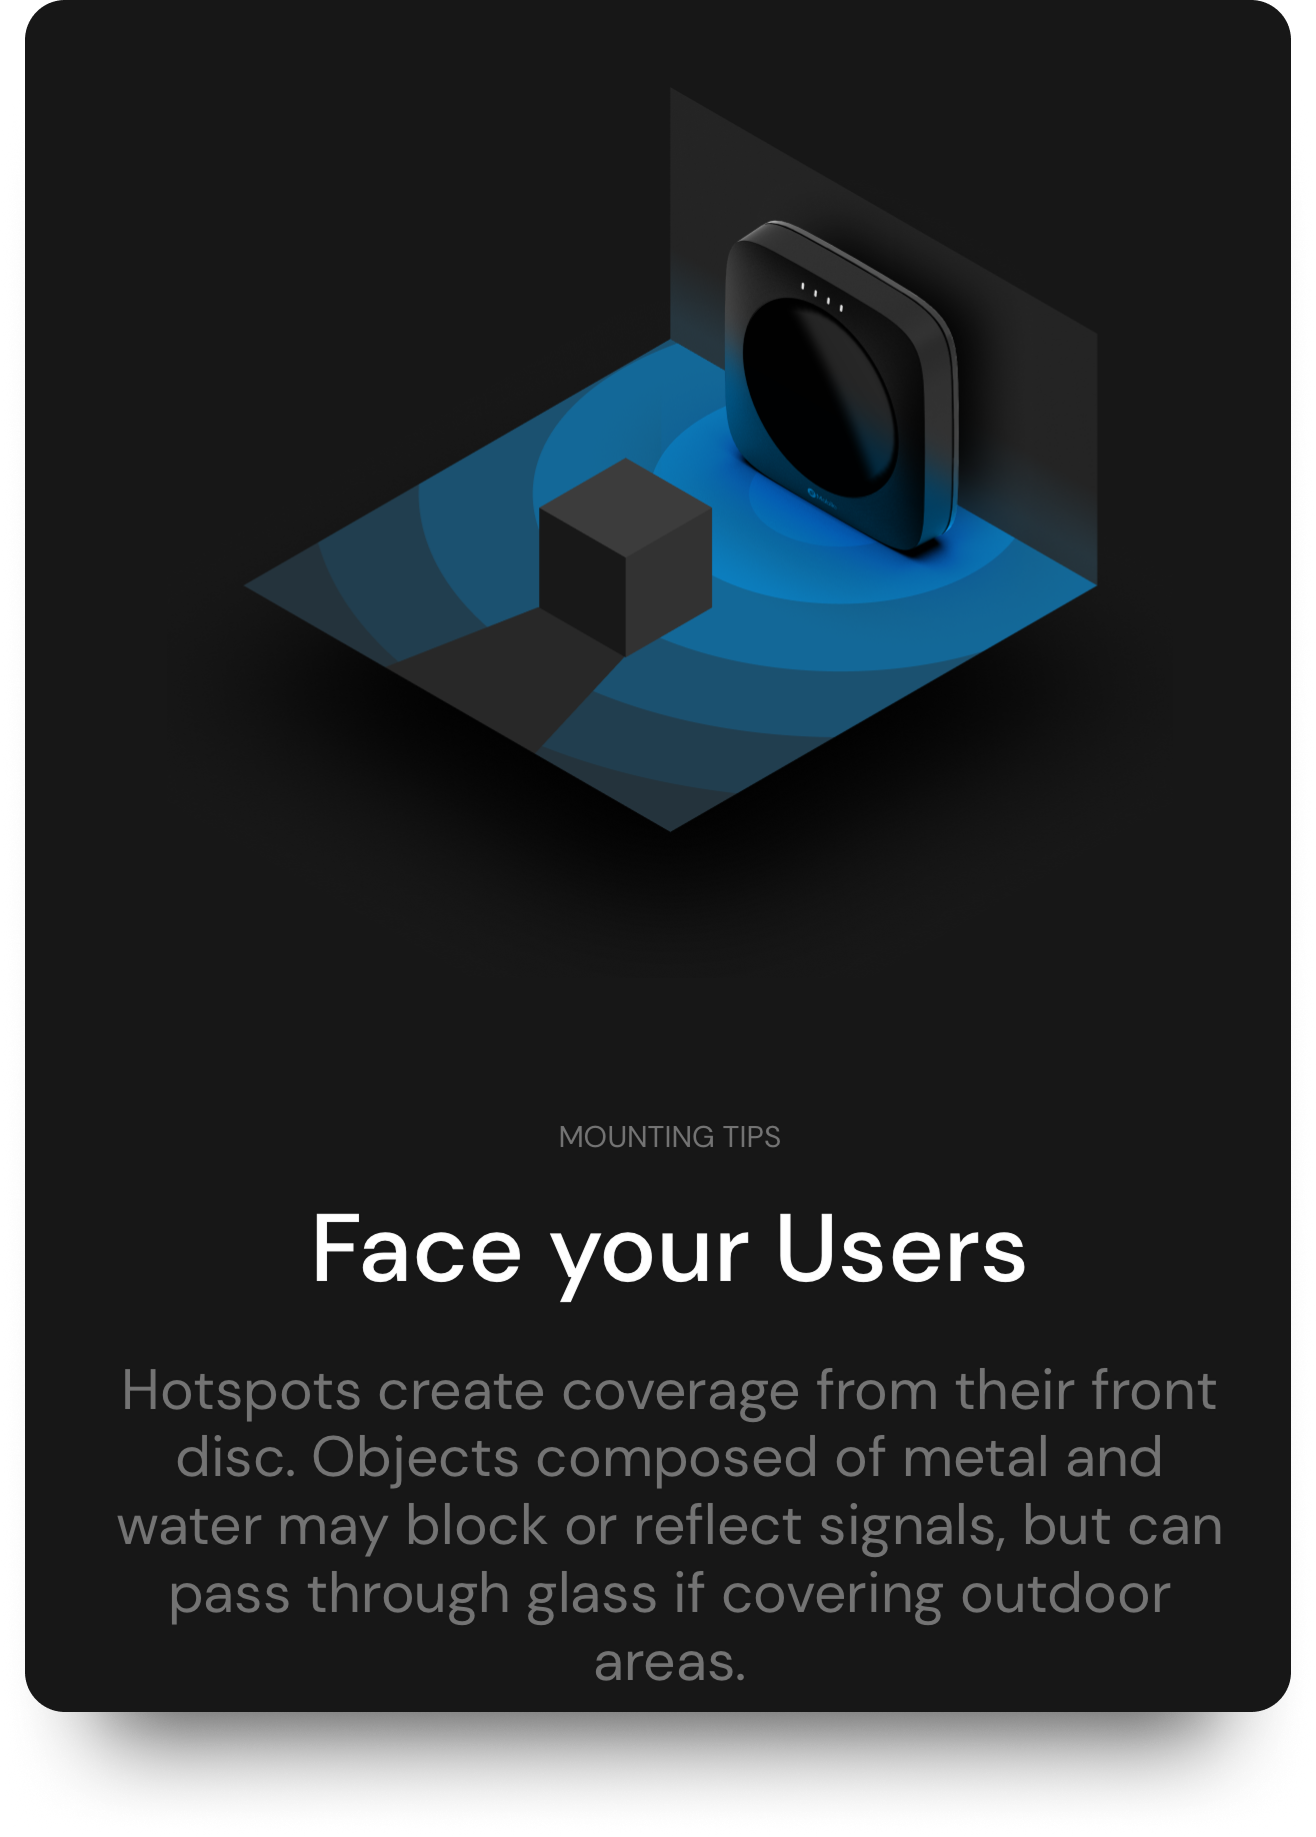 MOUNTING TIPS
Face your Users
Hotspots create coverage from their front
disc. Objects composed of metal and
water may block or reflect signals, but can
pass through glass if covering outdoor
areas.